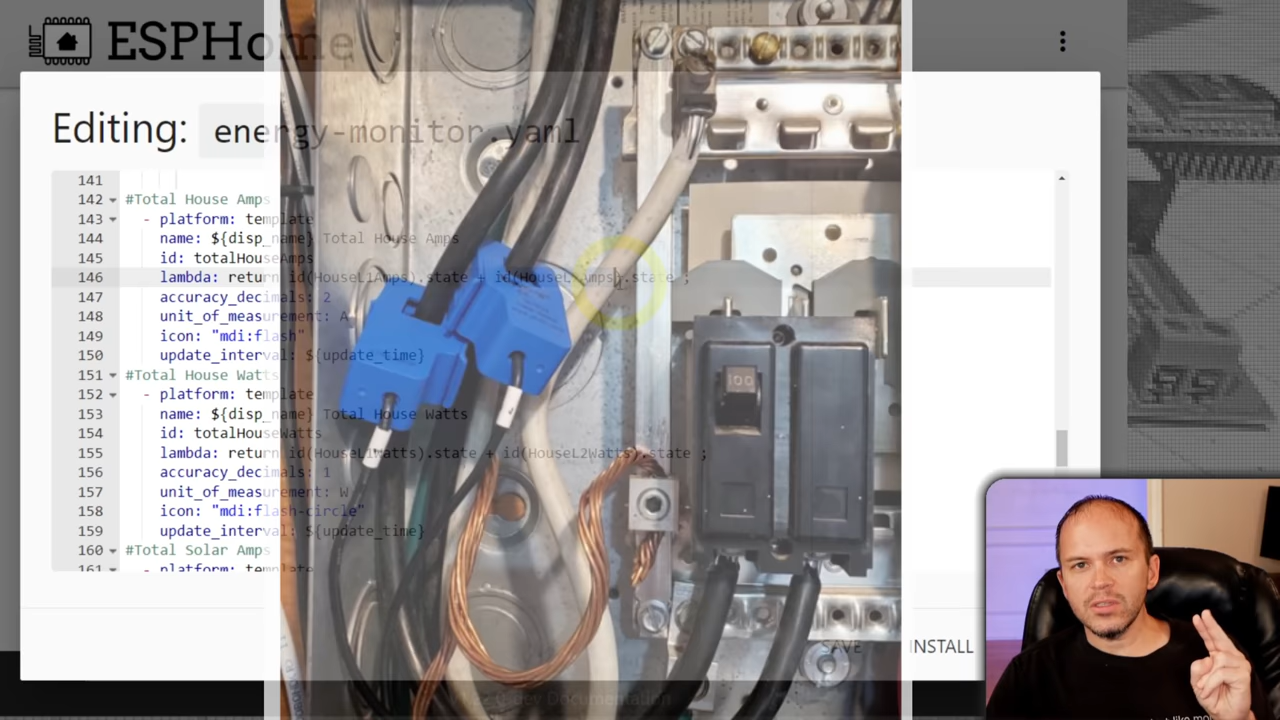 ESPHome
Editing: energy-monitor.yaml
141
142 #Total House Amps
143 - platform: template
144 name: ${disp_name} Total House Amps
145 id: totalHouseAmps
146 lambda: return id(HouseL1Amps).state + id(HouseL2Amps).state ;
147 accuracy_decimals: 2
148 unit_of_measurement: A
149 icon: "mdi:flash"
150 update_interval: ${update_time}
151 #Total House Watts
152 - platform: template
153 name: ${disp_name} Total House Watts
154 id: totalHouseWatts
155 lambda: return id(HouseL1Watts).state + id(HouseL2Watts).state ;
156 accuracy_decimals: 1
157 unit_of_measurement: W
158 icon: "mdi:flash-circle"
159 update_interval: ${update_time}
160 #Total Solar Amps
161 - platform: template
100
SAVE
INSTALL
Documentation